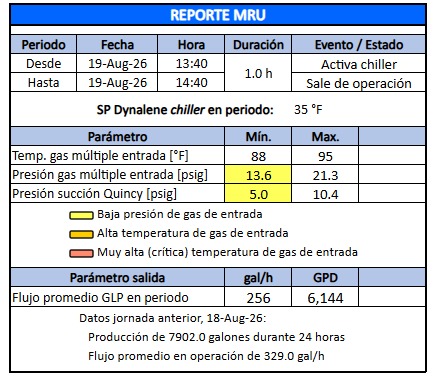 REPORTE MRU
Periodo Fecha Hora Duración Evento / Estado
Desde 19-Aug-26 13:40 1.0 h Activa chiller
Hasta 19-Aug-26 14:40 Sale de operación
SP Dynalene chiller en periodo: 35 °F
Parámetro Mín. Max.
Temp. gas múltiple entrada [°F] 88 95
Presión gas múltiple entrada [psig] 13.6 21.3
Presión succión Quincy [psig] 5.0 10.4
Baja presión de gas de entrada
Alta temperatura de gas de entrada
Muy alta (crítica) temperatura de gas de entrada
Parámetro salida gal/h GPD
Flujo promedio GLP en periodo 256 6,144
Datos jornada anterior, 18-Aug-26:
Producción de 7902.0 galones durante 24 horas
Flujo promedio en operación de 329.0 gal/h